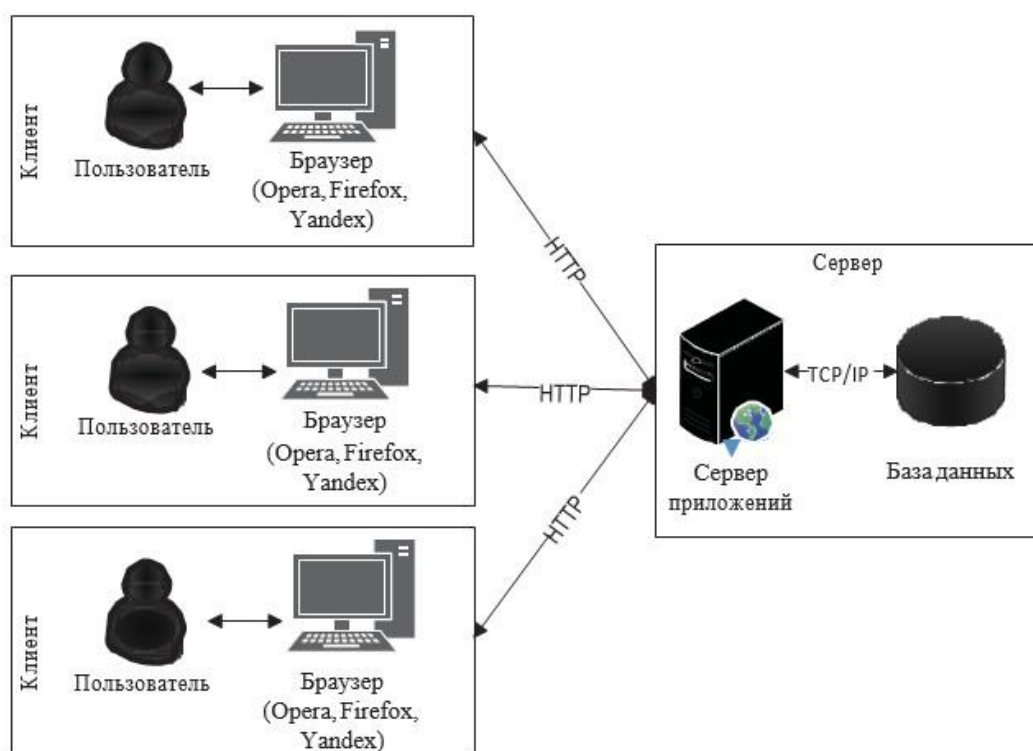 Клиент
Пользователь
Браузер
(Opera, Firefox,
Yandex)
HTTP
Клиент
Пользователь
Браузер
(Opera, Firefox,
Yandex)
HTTP
Клиент
Пользователь
Браузер
(Opera, Firefox,
Yandex)
HTTP
Сервер
TCP/IP
Сервер
приложений
База данных